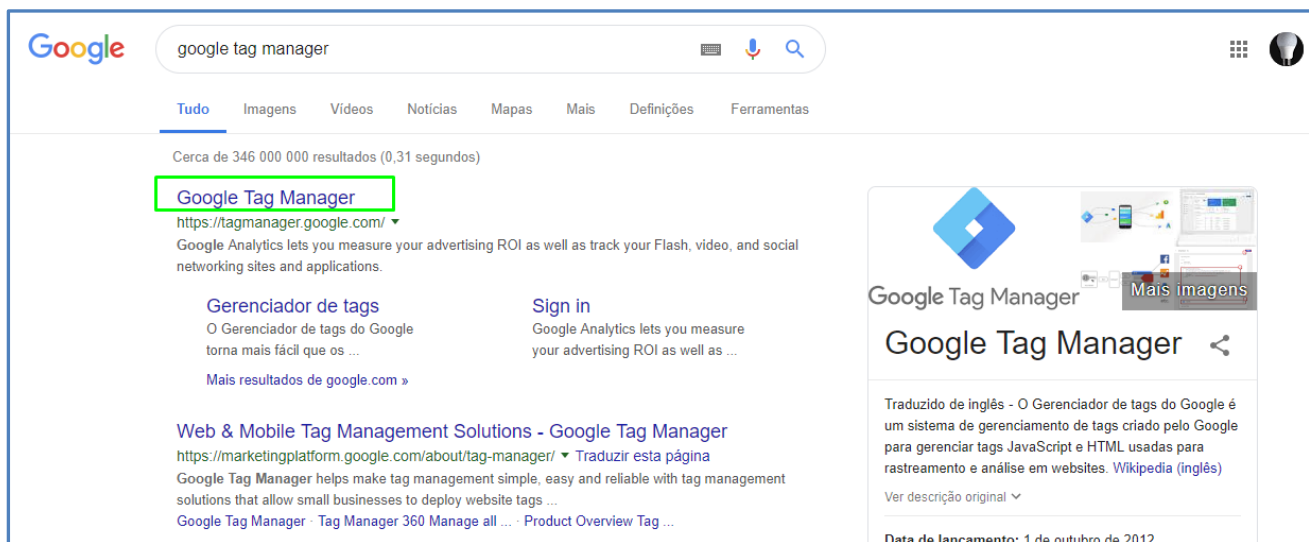 Google
google tag manager
Tudo Imagens Vídeos Notícias Mapas Mais Definições Ferramentas
Cerca de 346 000 000 resultados (0,31 segundos)
Google Tag Manager
https://tagmanager.google.com/
Google Analytics lets you measure your advertising ROI as well as track your Flash, video, and social
networking sites and applications.
Gerenciador de tags
O Gerenciador de tags do Google
torna mais fácil que os ...
Sign in
Google Analytics lets you measure
your advertising ROI as well as ...
Mais resultados de google.com »
Web & Mobile Tag Management Solutions - Google Tag Manager
https://marketingplatform.google.com/about/tag-manager/ Traduzir esta página
Google Tag Manager helps make tag management simple, easy and reliable with tag management
solutions that allow small businesses to deploy website tags ...
Google Tag Manager · Tag Manager 360 Manage all ... · Product Overview Tag ...
Google Tag Manager
Mais imagens
Google Tag Manager
Traduzido de inglês - O Gerenciador de tags do Google é
um sistema de gerenciamento de tags criado pelo Google
para gerenciar tags JavaScript e HTML usadas para
rastreamento e análise em websites. Wikipedia (inglês)
Ver descrição original
Data de lançamento: 1 de outubro de 2012